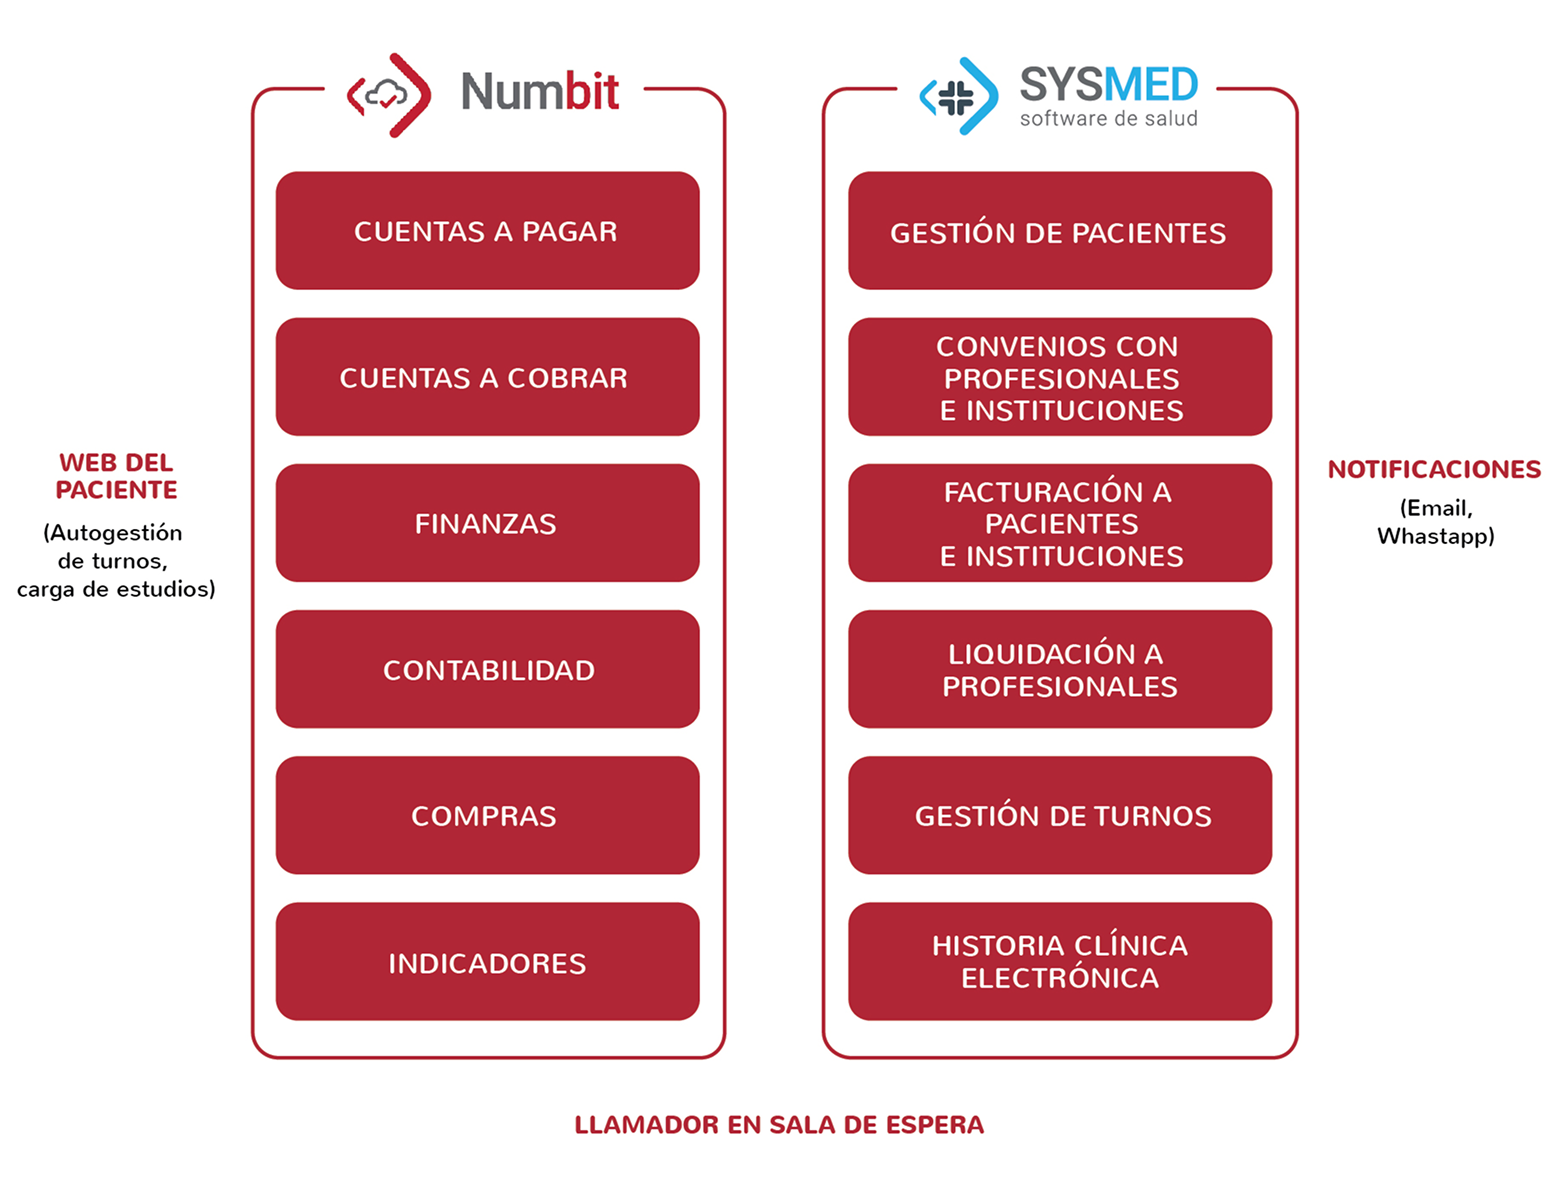 Numbit
CUENTAS A PAGAR
CUENTAS A COBRAR
FINANZAS
CONTABILIDAD
COMPRAS
INDICADORES
SYSMED
software de salud
GESTIÓN DE PACIENTES
CONVENIOS CON
PROFESIONALES
E INSTITUCIONES
FACTURACIÓN A
PACIENTES
E INSTITUCIONES
LIQUIDACIÓN A
PROFESIONALES
GESTIÓN DE TURNOS
HISTORIA CLÍNICA
ELECTRÓNICA
WEB DEL
PACIENTE
(Autogestión
de turnos,
carga de estudios)
NOTIFICACIONES
(Email,
Whastapp)
LLAMADOR EN SALA DE ESPERA